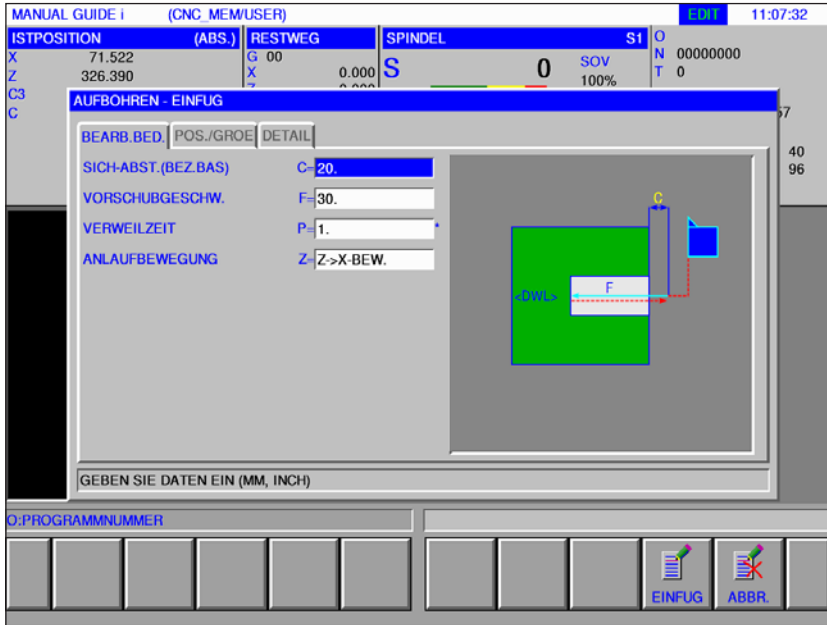 MANUAL GUIDE i (CNC_MEM/USER) EDIT 11:07:32
ISTPOSITION (ABS.) RESTWEG SPINDEL S1 O
X 71.522 G 00 S 0 SOV N 00000000
Z 326.390 X 0.000 100% T 0
C3
C
AUFBOHREN - EINFUG
BEARB.BED. POS./GROE DETAIL
SICH-ABST.(BEZ.BAS) C= 20.
VORSCHUBGESCHW. F= 30.
VERWEILZEIT P= 1. *
ANLAUFBEWEGUNG Z= Z->X-BEW.
C
<DWL> F
40
96
GEBEN SIE DATEN EIN (MM, INCH)
O:PROGRAMMNUMMER
EINFUG ABBR.